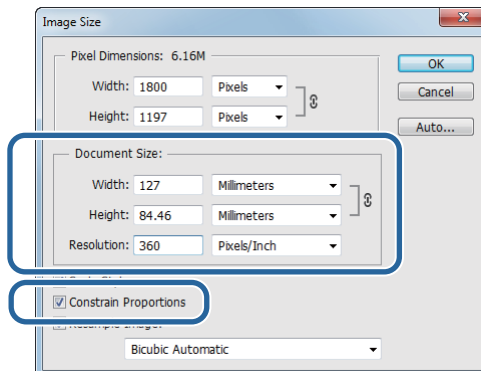 Image Size
Pixel Dimensions: 6.16M
Width: 1800 Pixels
Height: 1197 Pixels
OK
Cancel
Auto...
Document Size:
Width: 127 Millimeters
Height: 84.46 Millimeters
Resolution: 360 Pixels/Inch
Constrain Proportions
Bicubic Automatic